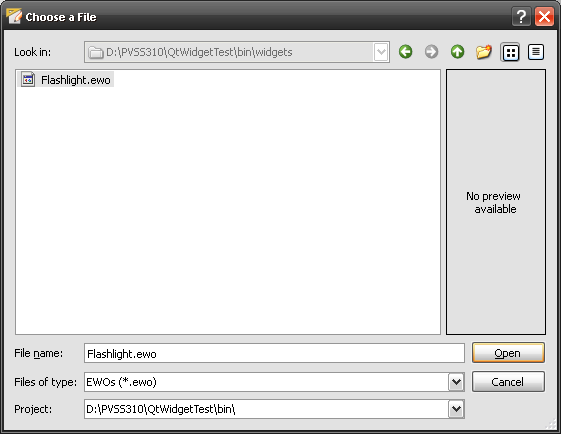 Choose a File
Look in: D:\PVSS310\QtWidgetTest\bin\widgets
Flashlight.ewo
No preview
available
File name: Flashlight.ewo Open
Files of type: EWOs (*.ewo) Cancel
Project: D:\PVSS310\QtWidgetTest\bin\